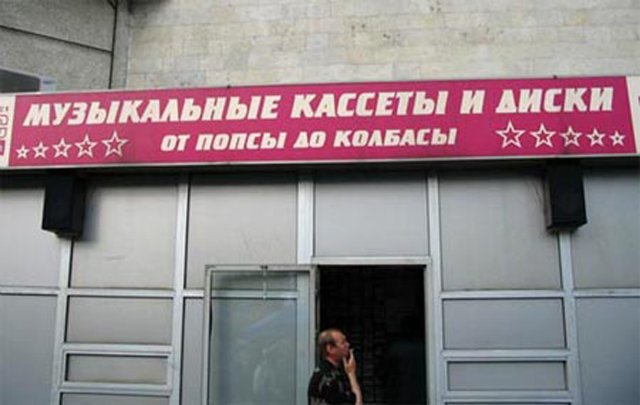 МУЗЫКАЛЬНЫЕ КАССЕТЫ И ДИСКИ
ОТ ПОПСЫ ДО КОЛБАСЫ